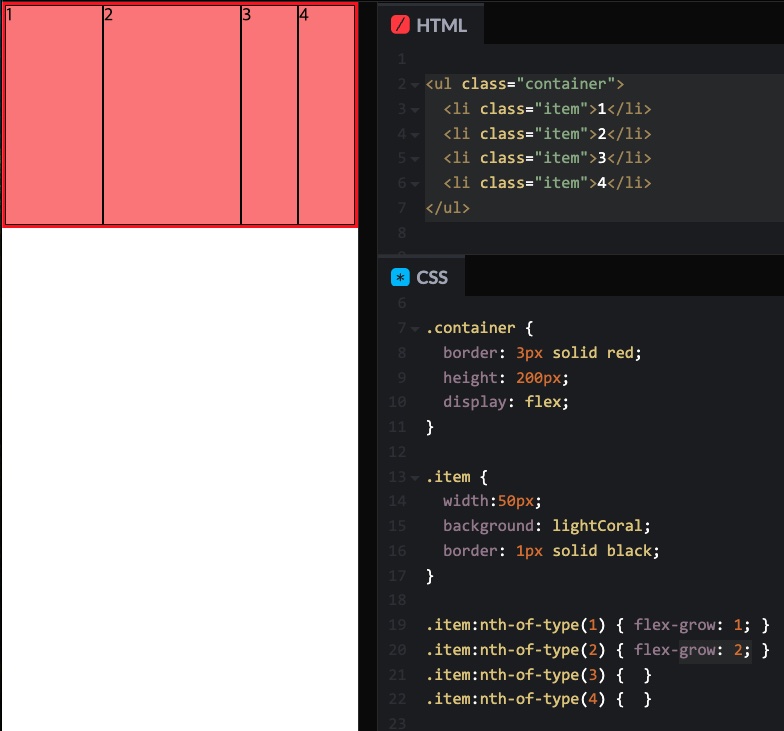 1 2 3 4
HTML
1
2 <ul class="container">
3 <li class="item">1</li>
4 <li class="item">2</li>
5 <li class="item">3</li>
6 <li class="item">4</li>
7 </ul>
8
CSS
6
7 .container {
8 border: 3px solid red;
9 height: 200px;
10 display: flex;
11 }
12
13 .item {
14 width:50px;
15 background: lightCoral;
16 border: 1px solid black;
17 }
18
19 .item:nth-of-type(1) { flex-grow: 1; }
20 .item:nth-of-type(2) { flex-grow: 2; }
21 .item:nth-of-type(3) {  }
22 .item:nth-of-type(4) {  }
23